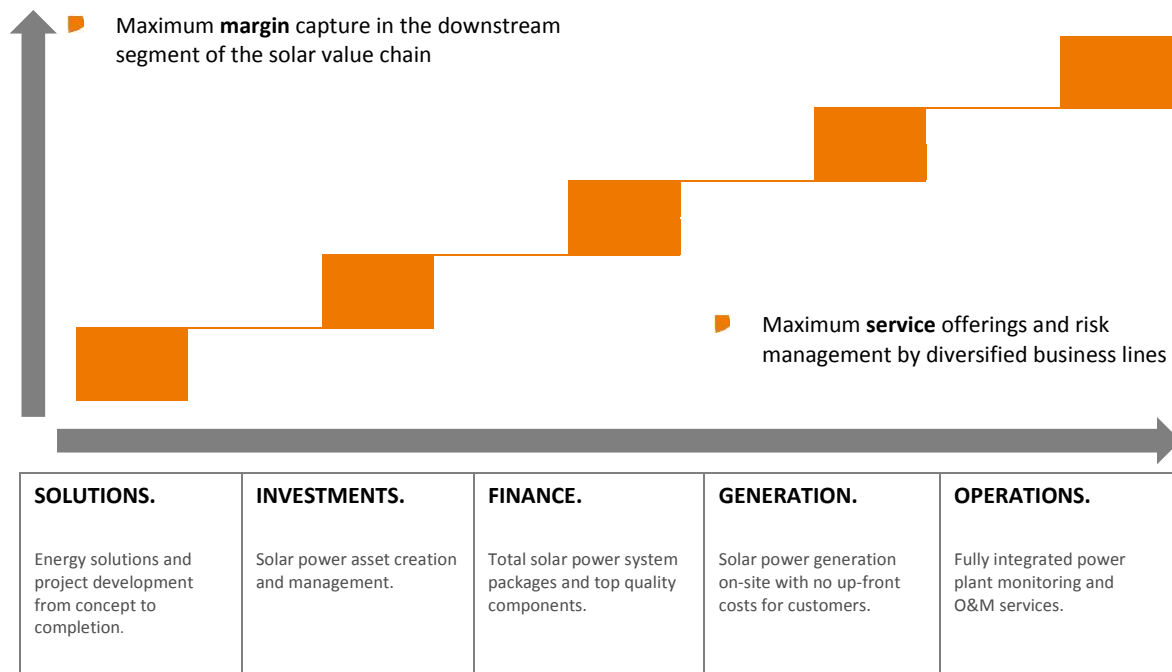 Maximum margin capture in the downstream
segment of the solar value chain
Maximum service offerings and risk
management by diversified business lines
SOLUTIONS.
Energy solutions and
project development
from concept to
completion.
INVESTMENTS.
Solar power asset creation
and management.
FINANCE.
Total solar power system
packages and top quality
components.
GENERATION.
Solar power generation
on-site with no up-front
costs for customers.
OPERATIONS.
Fully integrated power
plant monitoring and
O&M services.